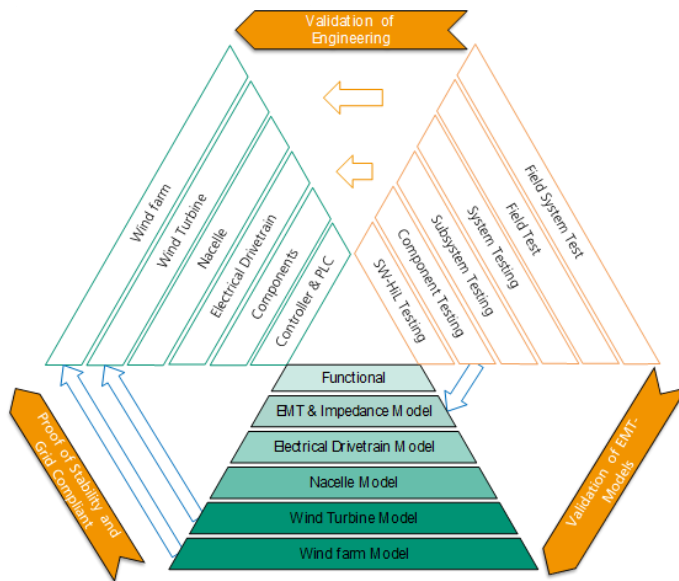 Validation of
Engineering
Wind farm
Wind Turbine
Nacelle
Electrical Drivetrain
Components
Controller & PLC
SW-HiL Testing
Component Testing
Subsystem Testing
System Testing
Field Test
Field System Test
Functional
EMT & Impedance Model
Electrical Drivetrain Model
Nacelle Model
Wind Turbine Model
Wind farm Model
Proof of Stability and
Grid Compliant
Validation of EMT-
Models